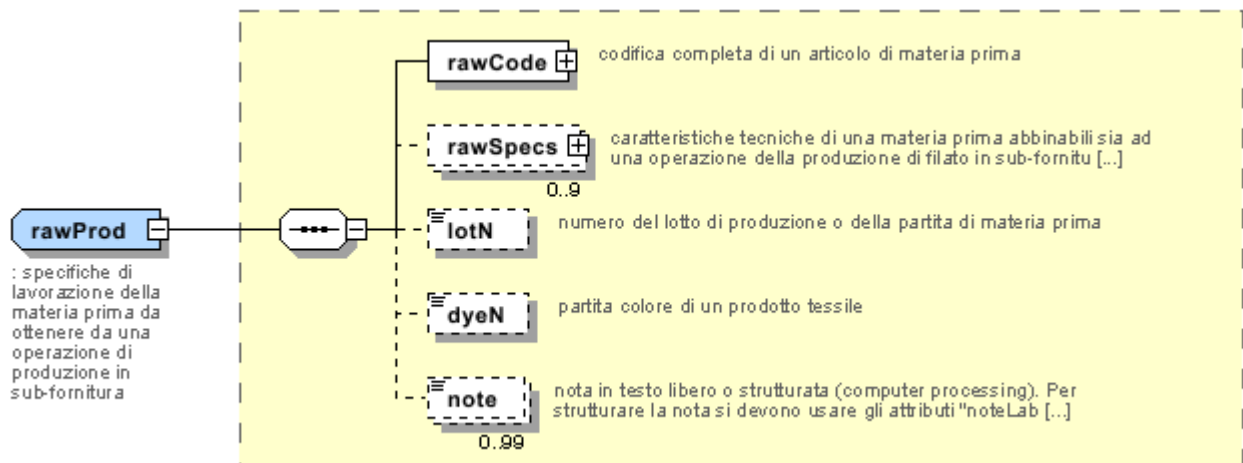 rawCode
codifica completa di un articolo di materia prima
rawSpecs
caratteristiche tecniche di una materia prima abbinabili sia ad
una operazione della produzione di filato in sub-fornitu [...]
0..9
rawProd
: specifiche di
lavorazione della
materia prima da
ottenere da una
operazione di
produzione in
sub-fornitura
lotN
numero del lotto di produzione o della partita di materia prima
dyeN
partita colore di un prodotto tessile
note
nota in testo libero o strutturata (computer processing). Per
strutturare la nota si devono usare gli attributi "noteLab [...]
0..99